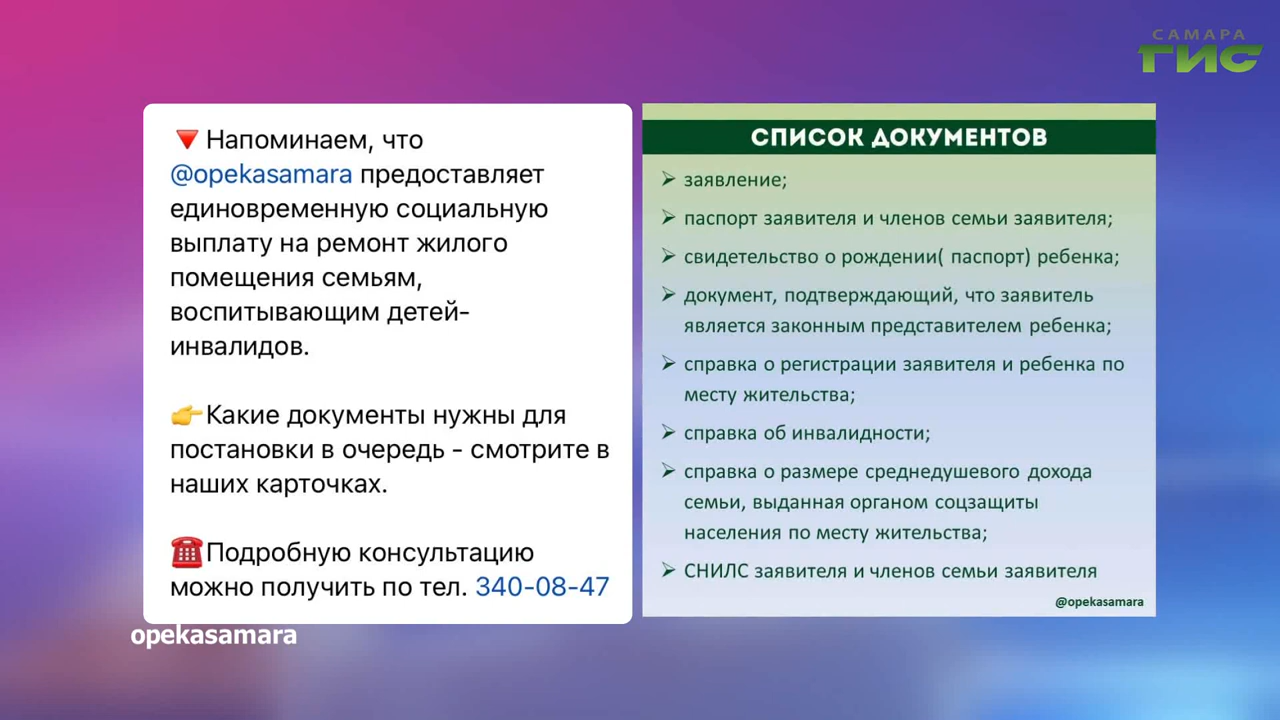 САМАРА
ГИС
🔻Напоминаем, что
@opekasamara предоставляет
единовременную социальную
выплату на ремонт жилого
помещения семьям,
воспитывающим детей-
инвалидов.
👉Какие документы нужны для
постановки в очередь - смотрите в
наших карточках.
☎️Подробную консультацию
можно получить по тел. 340-08-47
opekasamara
СПИСОК ДОКУМЕНТОВ
➢ заявление;
➢ паспорт заявителя и членов семьи заявителя;
➢ свидетельство о рождении( паспорт) ребенка;
➢ документ, подтверждающий, что заявитель
является законным представителем ребенка;
➢ справка о регистрации заявителя и ребенка по
месту жительства;
➢ справка об инвалидности;
➢ справка о размере среднедушевого дохода
семьи, выданная органом соцзащиты
населения по месту жительства;
➢ СНИЛС заявителя и членов семьи заявителя
@opekasamara